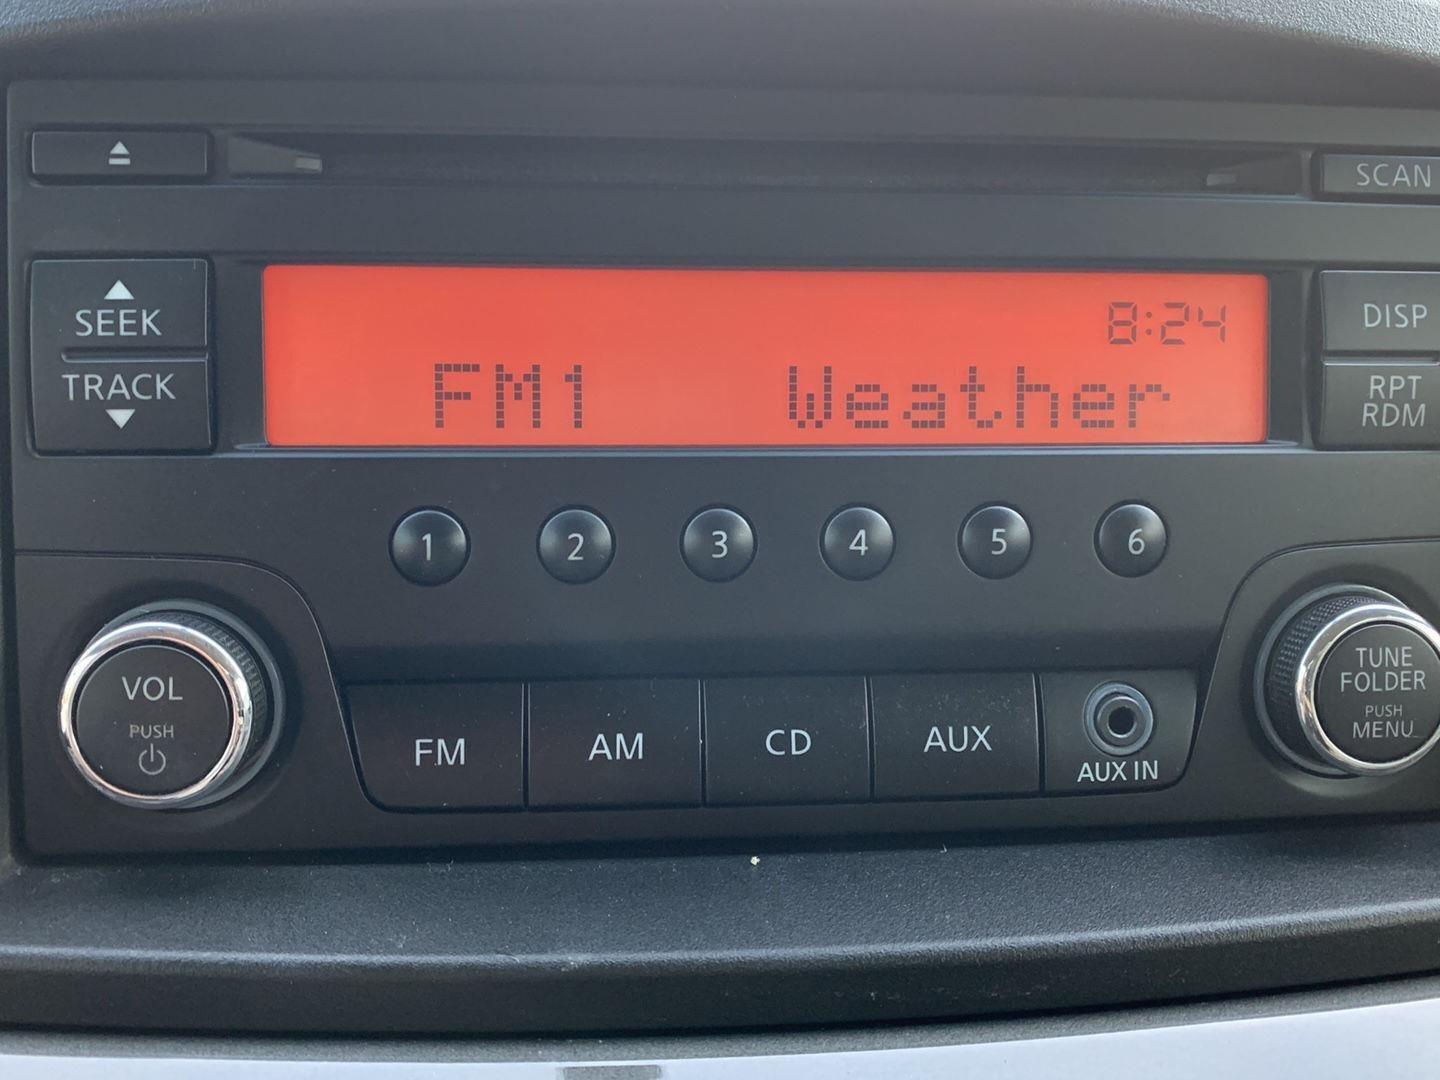 SCAN
SEEK
TRACK
8:24
FM1 Weather
DISP
RPT
RDM
1 2 3 4 5 6
VOL
PUSH
FM AM CD AUX
AUX IN
TUNE
FOLDER
PUSH
MENU